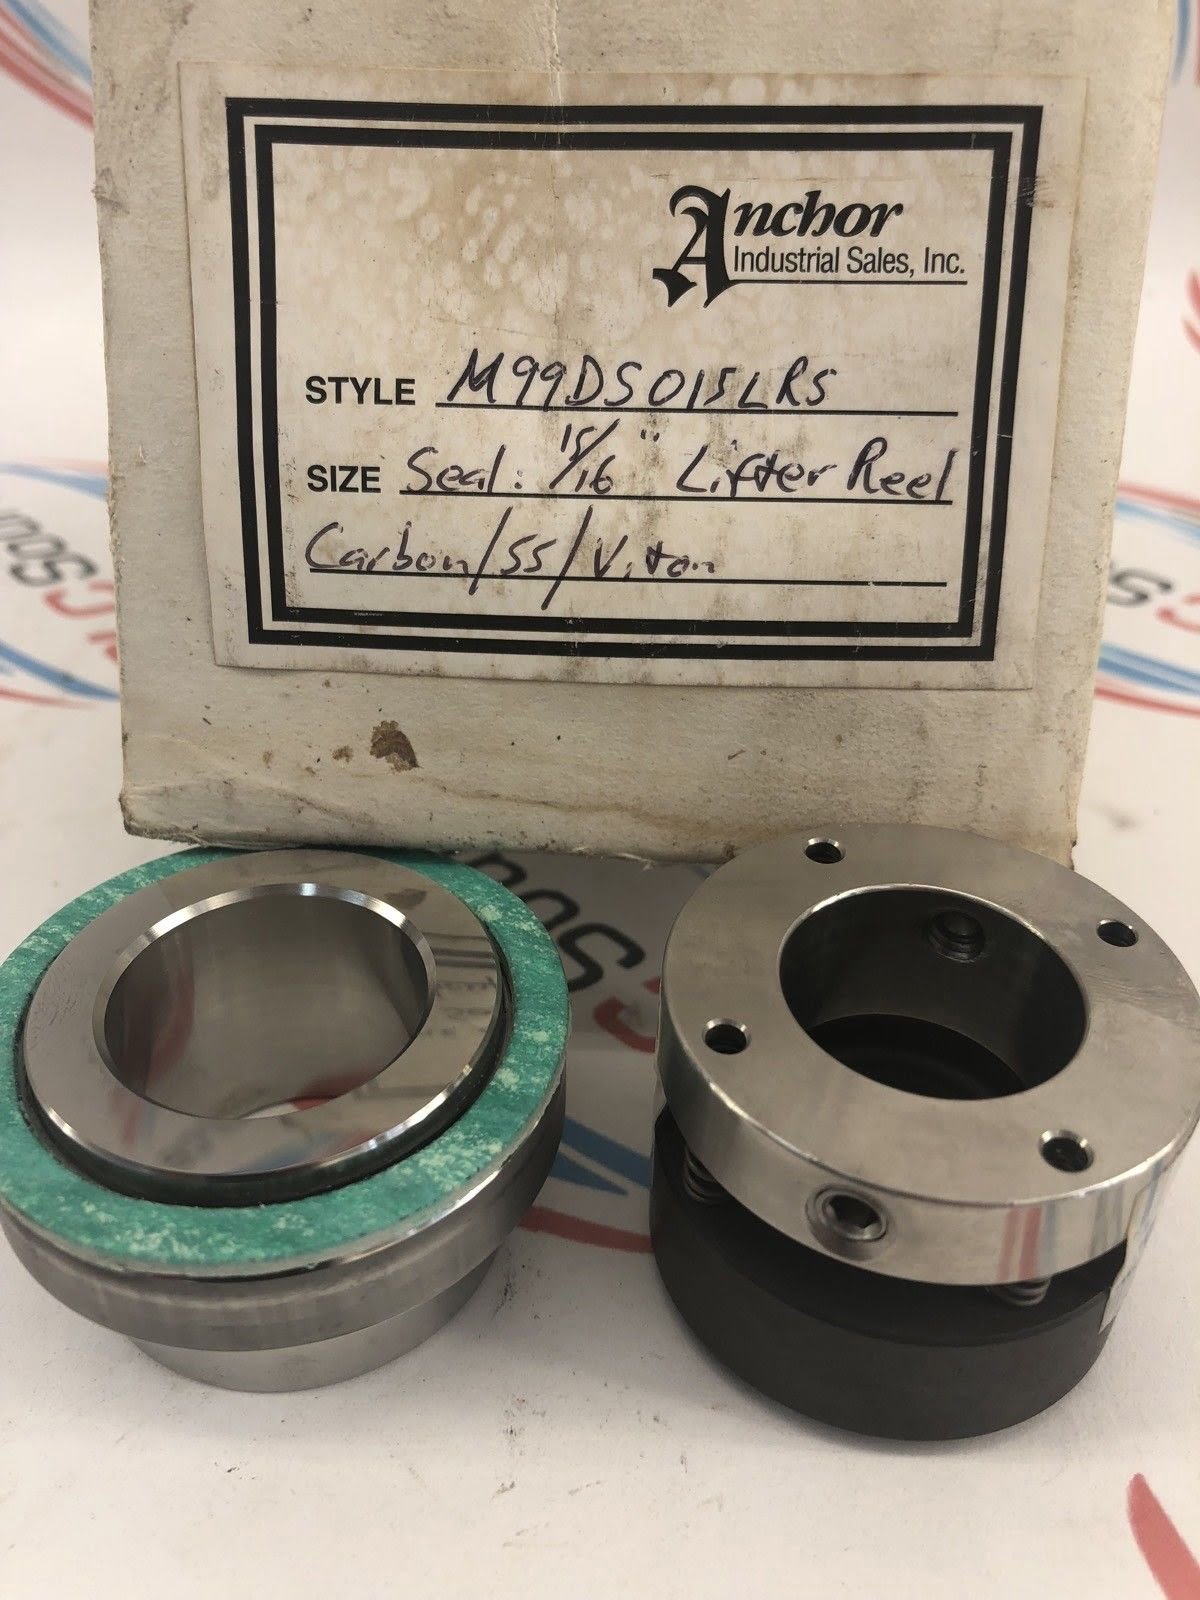 Anchor
Industrial Sales, Inc.
STYLE M99DS015LRS
SIZE Seal: 15/16" Lifter Reel
Carbon/SS/Viton